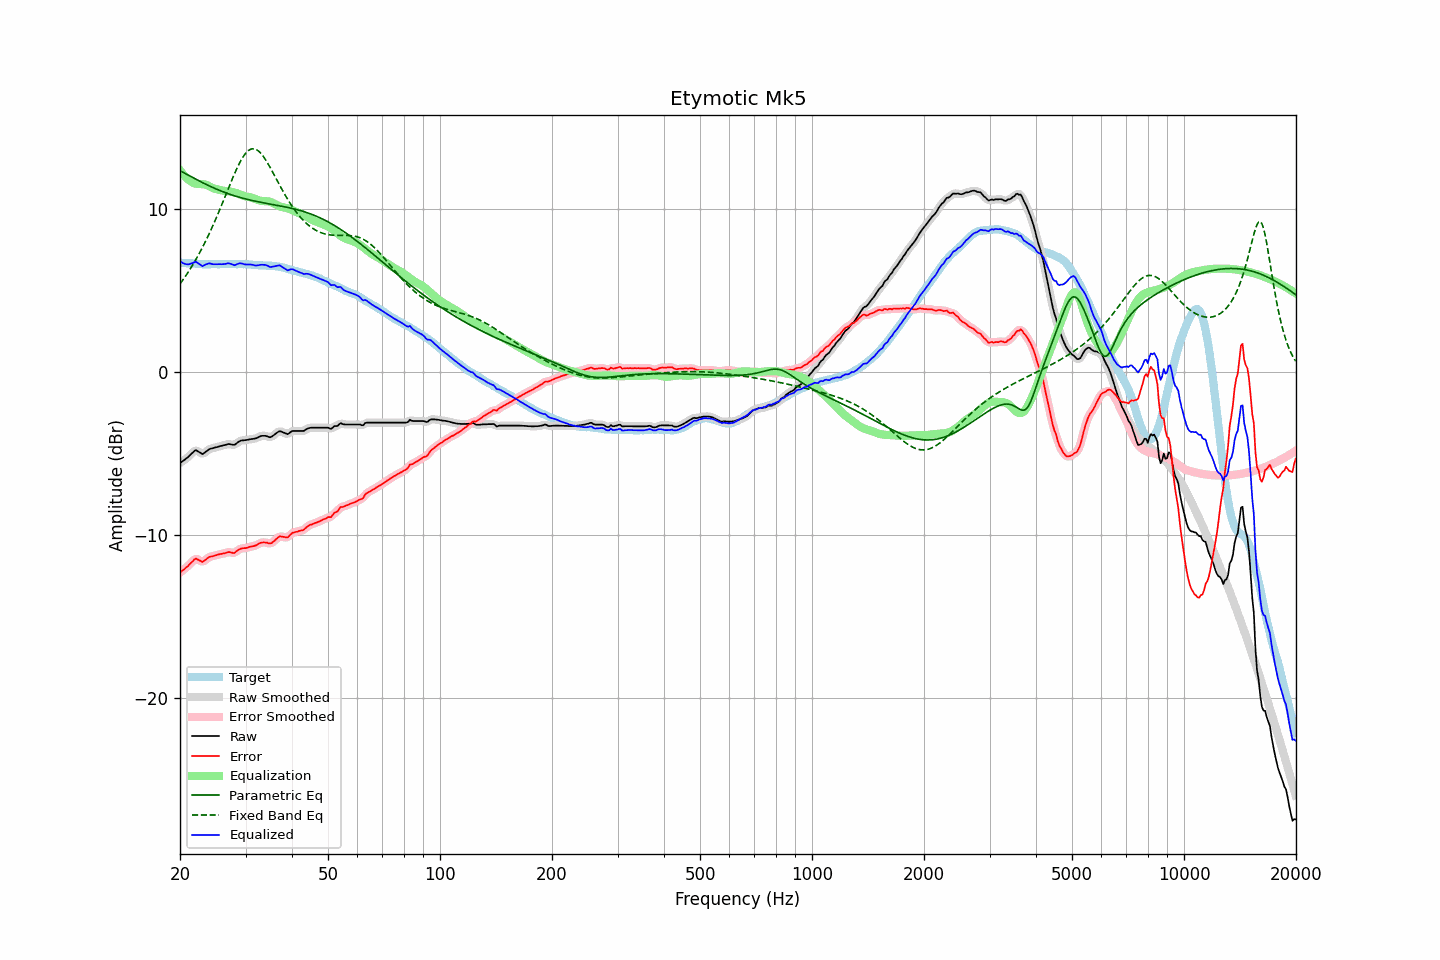 Etymotic Mk5
Amplitude (dBr)
10
0
−10
−20
Target
Raw Smoothed
Error Smoothed
Raw
Error
Equalization
Parametric Eq
Fixed Band Eq
Equalized
20
50
100
200
500
1000
2000
5000
10000
20000
Frequency (Hz)